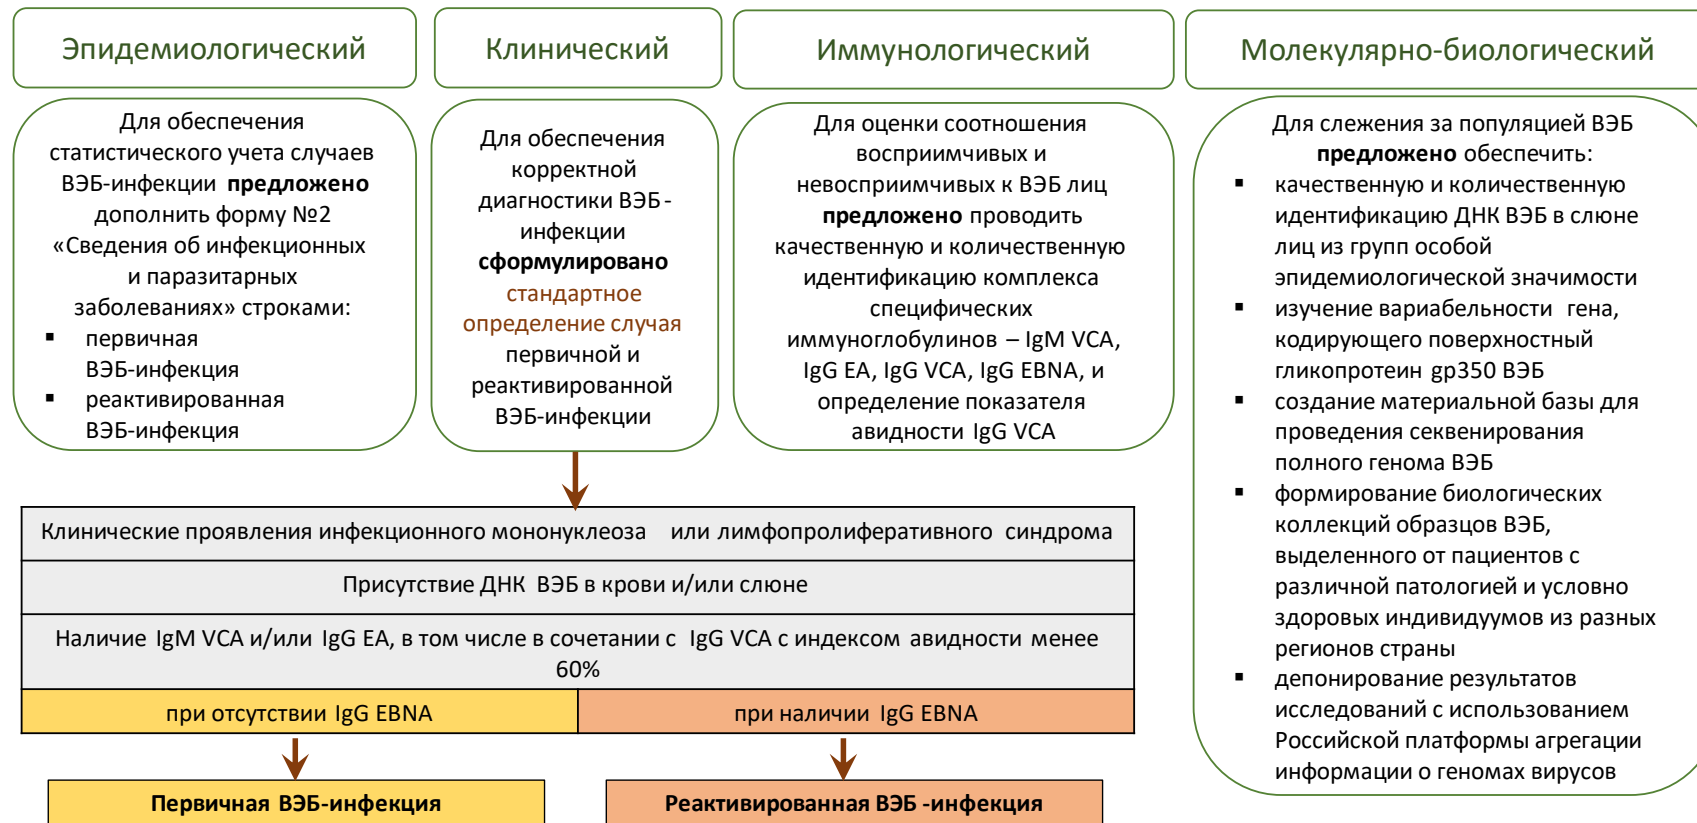 Эпидемиологический
Для обеспечения
статистического учета случаев
ВЭБ-инфекции предложено
дополнить форму №2
«Сведения об инфекционных
и паразитарных
заболеваниях» строками:
▪ первичная
ВЭБ-инфекция
▪ реактивированная
ВЭБ-инфекция
Клинический
Для обеспечения
корректной
диагностики ВЭБ-
инфекции
сформулировано
стандартное
определение случая
первичной и
реактивированной
ВЭБ-инфекции
Иммунологический
Для оценки соотношения
восприимчивых и
невосприимчивых к ВЭБ лиц
предложено проводить
качественную и количественную
идентификацию комплекса
специфических
иммуноглобулинов – IgM VCA,
IgG EA, IgG VCA, IgG EBNA, и
определение показателя
авидности IgG VCA
Молекулярно-биологический
Для слежения за популяцией ВЭБ
предложено обеспечить:
▪ качественную и количественную
идентификацию ДНК ВЭБ в слюне
лиц из групп особой
эпидемиологической значимости
▪ изучение вариабельности гена,
кодирующего поверхностный
гликопротеин gp350 ВЭБ
▪ создание материальной базы для
проведения секвенирования
полного генома ВЭБ
▪ формирование биологических
коллекций образцов ВЭБ,
выделенного от пациентов с
различной патологией и условно
здоровых индивидуумов из разных
регионов страны
▪ депонирование результатов
исследований с использованием
Российской платформы агрегации
информации о геномах вирусов
Клинические проявления инфекционного мононуклеоза или лимфопролиферативного синдрома
Присутствие ДНК ВЭБ в крови и/или слюне
Наличие IgM VCA и/или IgG EA, в том числе в сочетании с IgG VCA с индексом авидности менее
60%
при отсутствии IgG EBNA
при наличии IgG EBNA
Первичная ВЭБ-инфекция
Реактивированная ВЭБ -инфекция